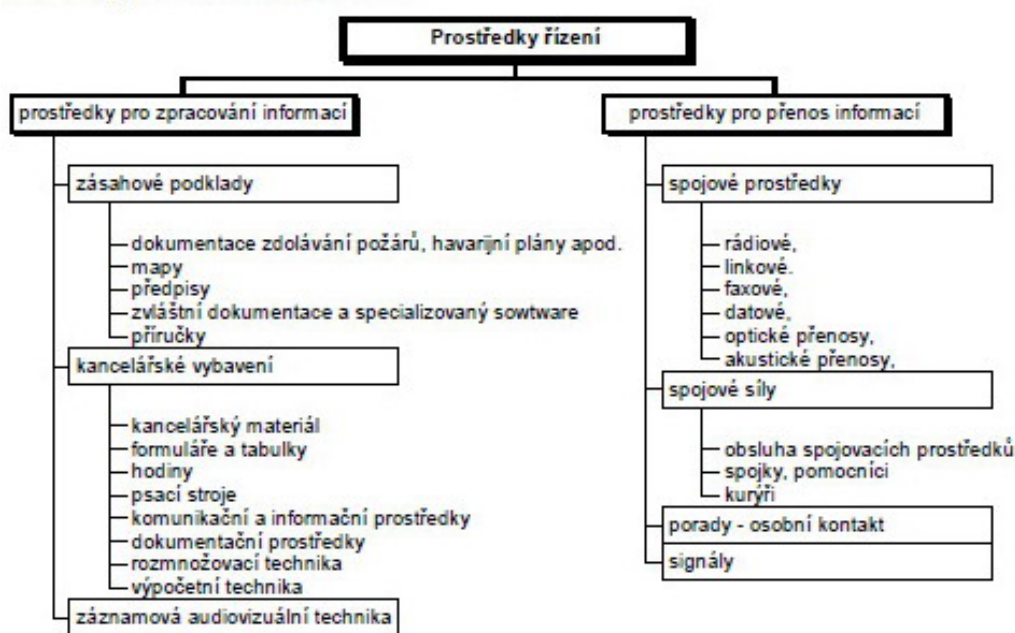 Prostředky řízení
prostředky pro zpracování informací
zásahové podklady
dokumentace zdolávání požárů, havarijní plány apod.
mapy
předpisy
zvláštní dokumentace a specializovaný sowtware
příručky
kancelářské vybavení
kancelářský materiál
formuláře a tabulky
hodiny
psací stroje
komunikační a informační prostředky
dokumentační prostředky
rozmnožovací technika
výpočetní technika
záznamová audiovizuální technika
prostředky pro přenos informací
spojové prostředky
rádiové,
linkové.
faxové,
datové,
optické přenosy,
akustické přenosy,
spojové síly
obsluha spojovacích prostředků
spojky, pomocníci
kurýři
porady - osobní kontakt
signály